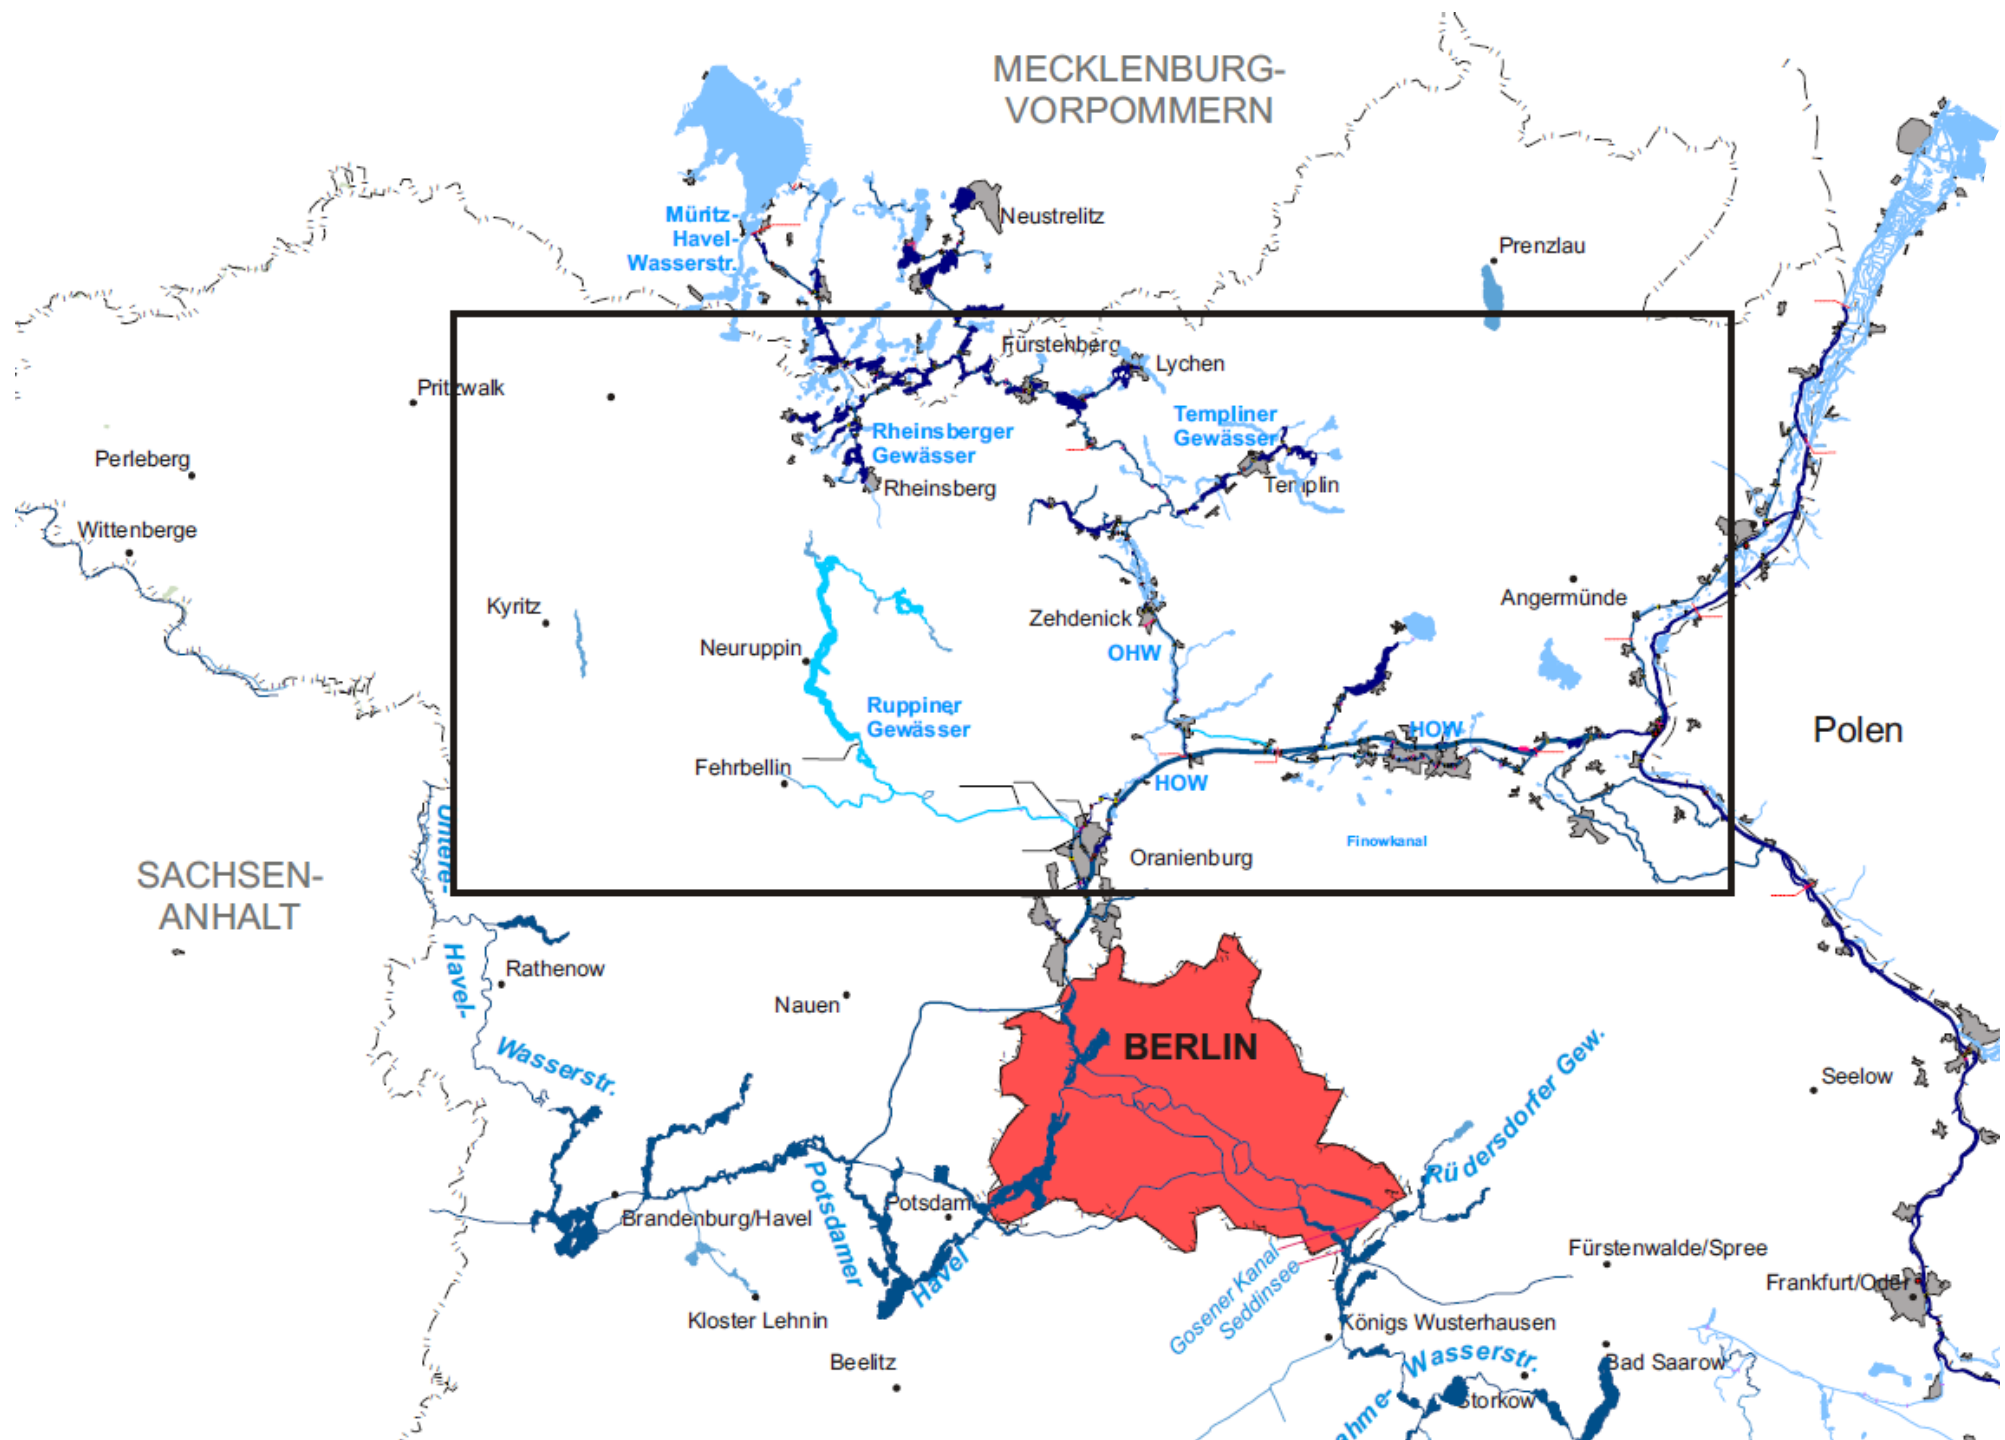 MECKLENBURG-
VORPOMMERN
Müritz-
Havel-
Wasserstr.
Neustrelitz
Prenzlau
Fürstenberg
Lychen
Pritzwalk
Templiner
Gewässer
Rheinsberger
Gewässer
Perleberg
Rheinsberg
Templin
Wittenberge
Angermünde
Kyritz
Zehdenick
Neuruppin
OHW
Ruppiner
Gewässer
HOW
Polen
Fehrbellin
HOW
Untere-
Finowkanal
Oranienburg
SACHSEN-
ANHALT
Havel-
Rathenow
Nauen
BERLIN
Wasserstr.
Seelow
Rüdersdorfer Gew.
Potsdamer
Havel
Potsdam
Brandenburg/Havel
Gosener Kanal
Seddinsee
Fürstenwalde/Spree
Frankfurt/Oder
Kloster Lehnin
Königs Wusterhausen
Beelitz
Wasserstr.
Bad Saarow
Storkow
ahme-